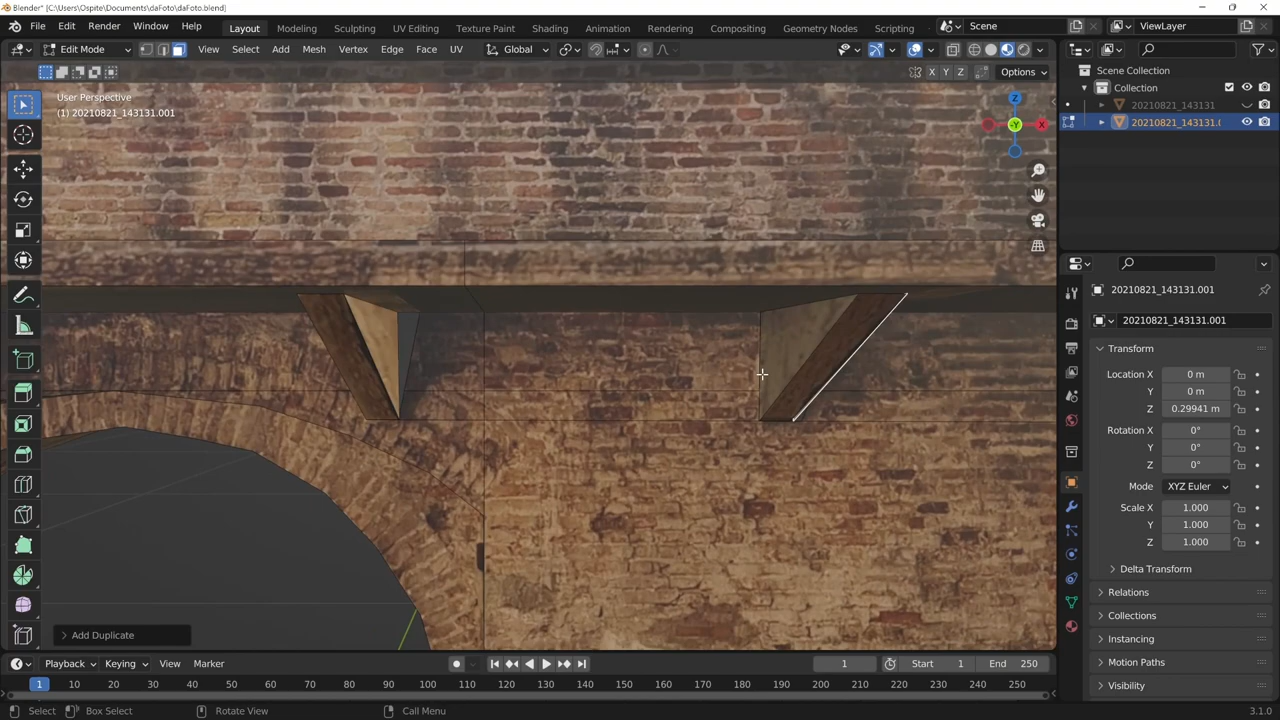 Blender* [C:\Users\Ospite\Documents\daFoto\daFoto.blend]
File Edit Render Window Help Layout Modeling Sculpting UV Editing Texture Paint Shading Animation Rendering Compositing Geometry Nodes Scripting Scene ViewLayer
Edit Mode View Select Add Mesh Vertex Edge Face UV Global
X Y Z Options
User Perspective
(1) 20210821_143131.001
Z
-Y
X
Add Duplicate
Scene Collection
Collection
20210821_143131
20210821_143131.(
20210821_143131.001
20210821_143131.001
Transform
Location X 0 m
Y 0 m
Z 0.29941 m
Rotation X 0°
Y 0°
Z 0°
Mode XYZ Euler
Scale X 1.000
Y 1.000
Z 1.000
Delta Transform
Relations
Collections
Instancing
Motion Paths
Visibility
Playback Keying View Marker 1 Start 1 End 250
1 10 20 30 40 50 60 70 80 90 100 110 120 130 140 150 160 170 180 190 200 210 220 230 240 250
Select Box Select Rotate View Call Menu 3.1.0